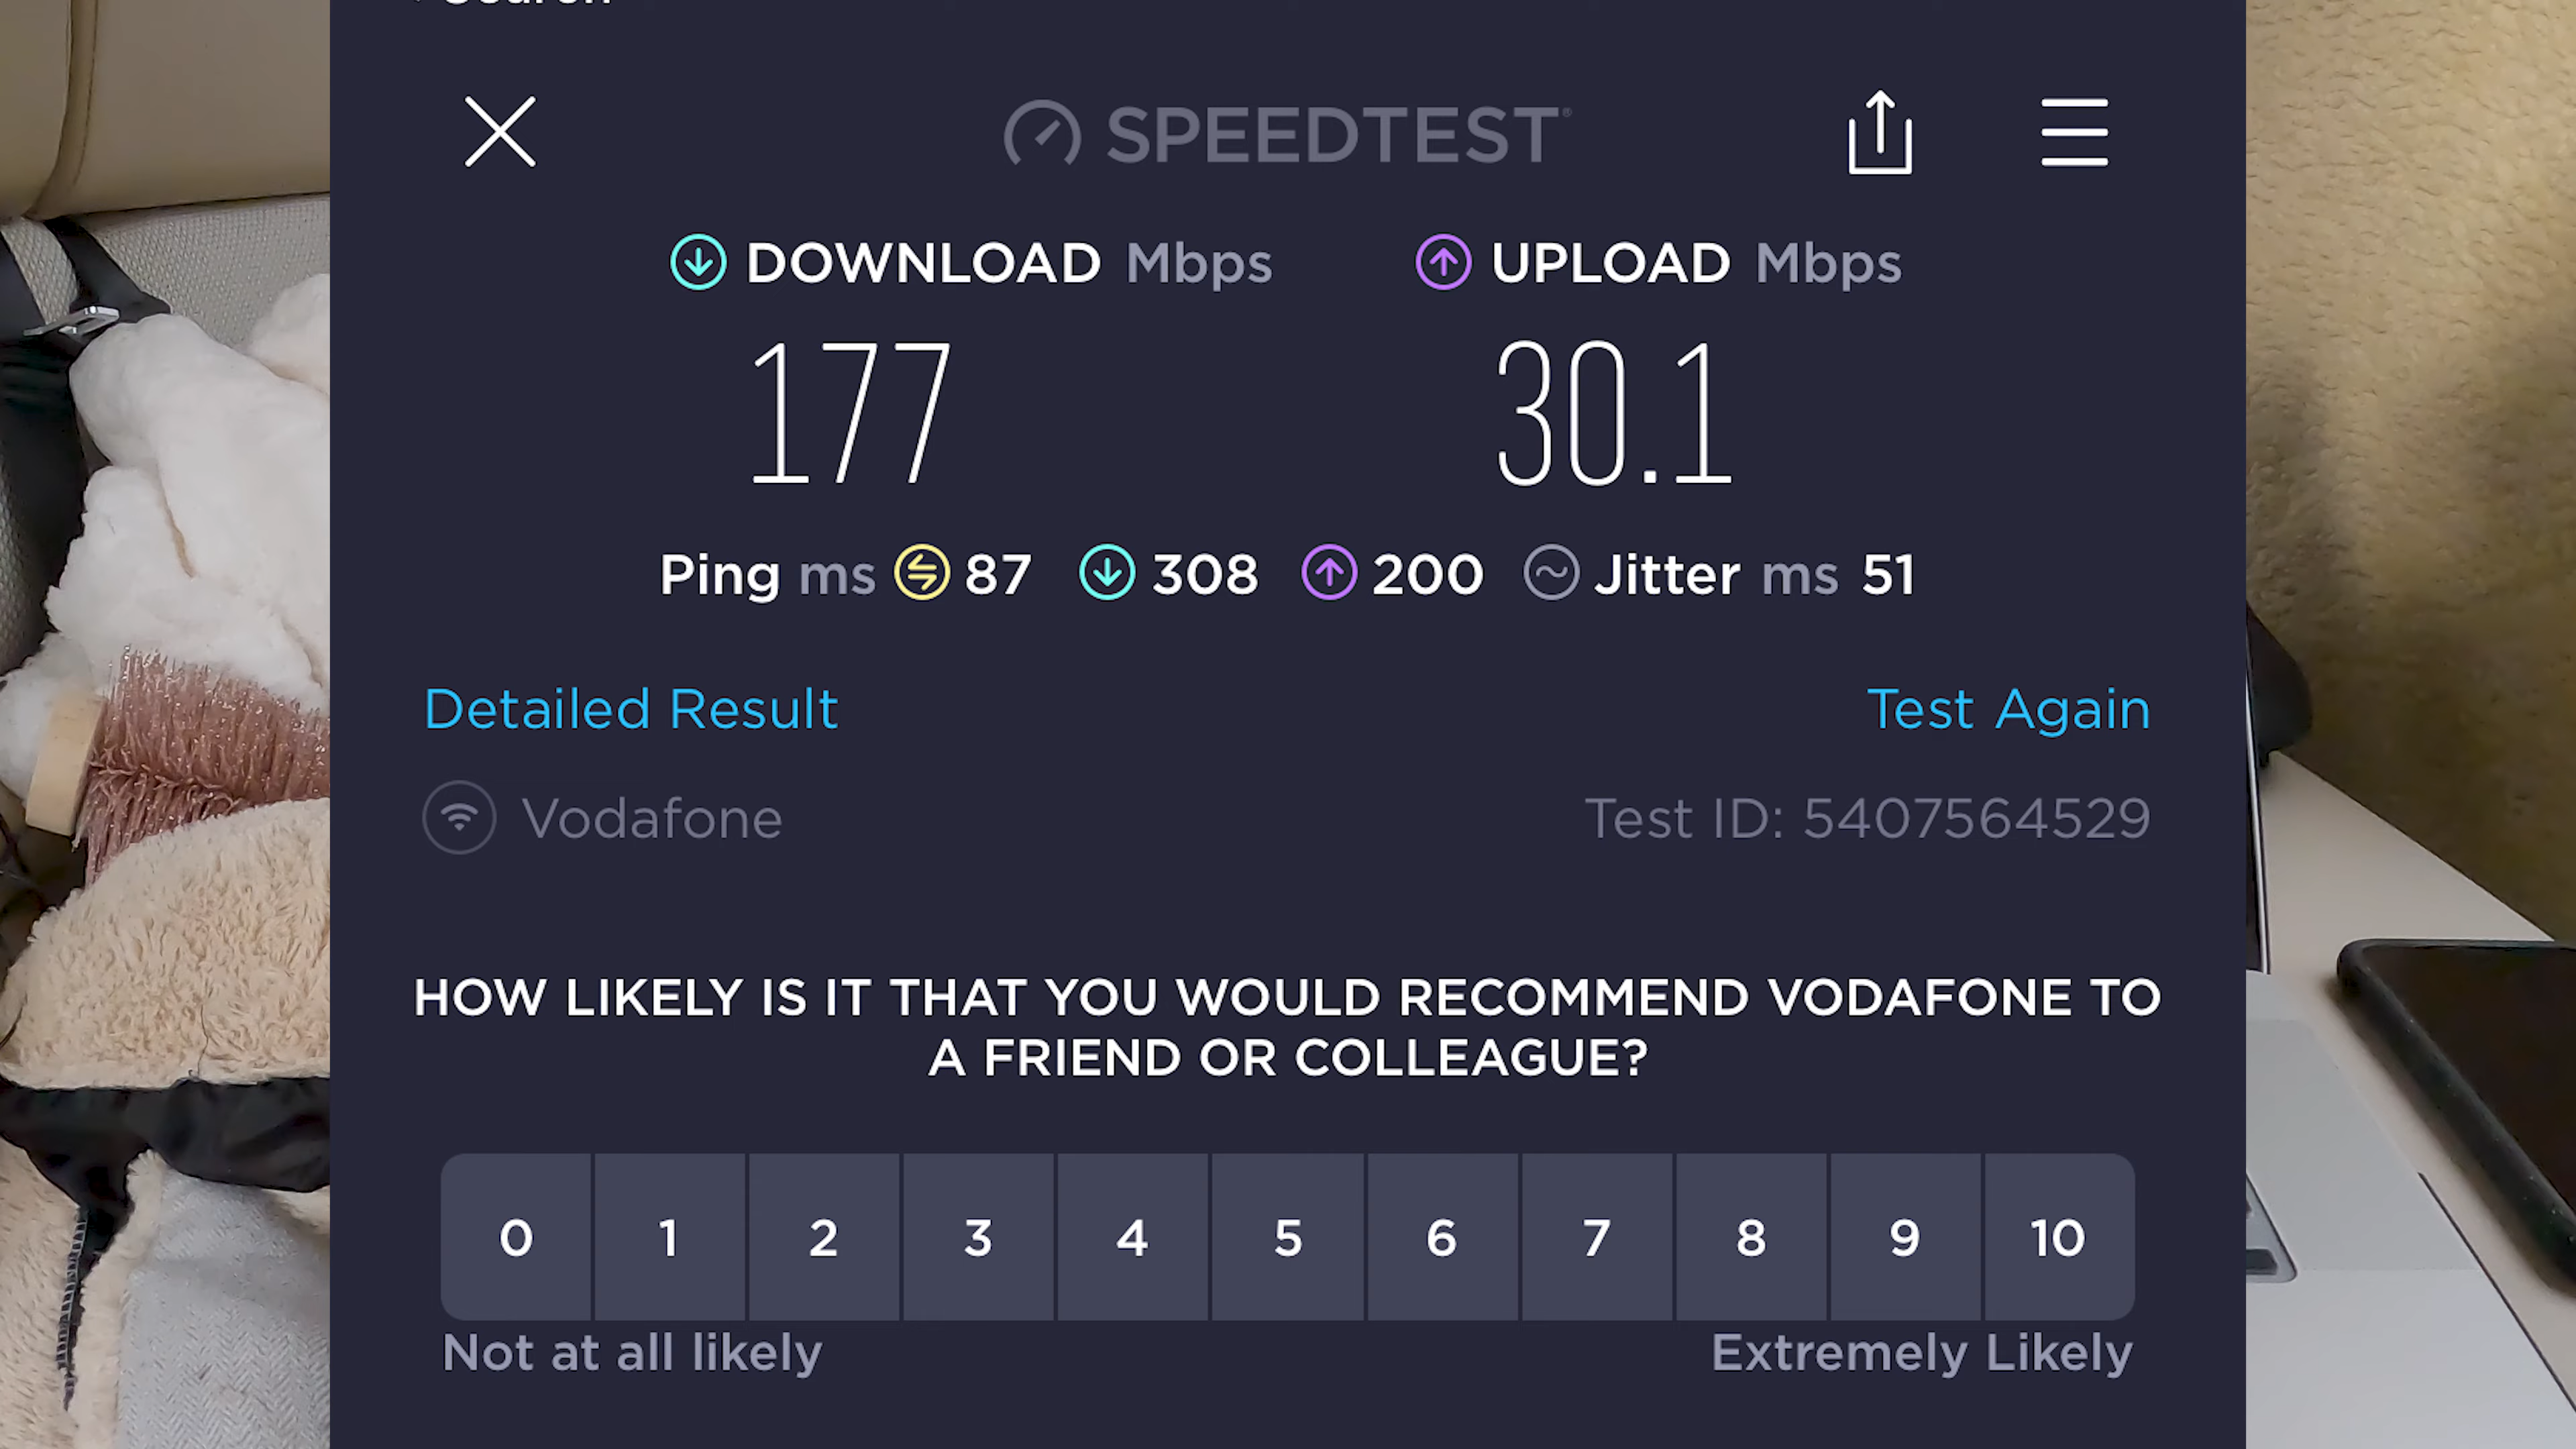 SPEEDTEST
DOWNLOAD Mbps UPLOAD Mbps
177 30.1
Ping ms 87 308 200 Jitter ms 51
Detailed Result Test Again
Vodafone Test ID: 5407564529
HOW LIKELY IS IT THAT YOU WOULD RECOMMEND VODAFONE TO
A FRIEND OR COLLEAGUE?
0 1 2 3 4 5 6 7 8 9 10
Not at all likely Extremely Likely